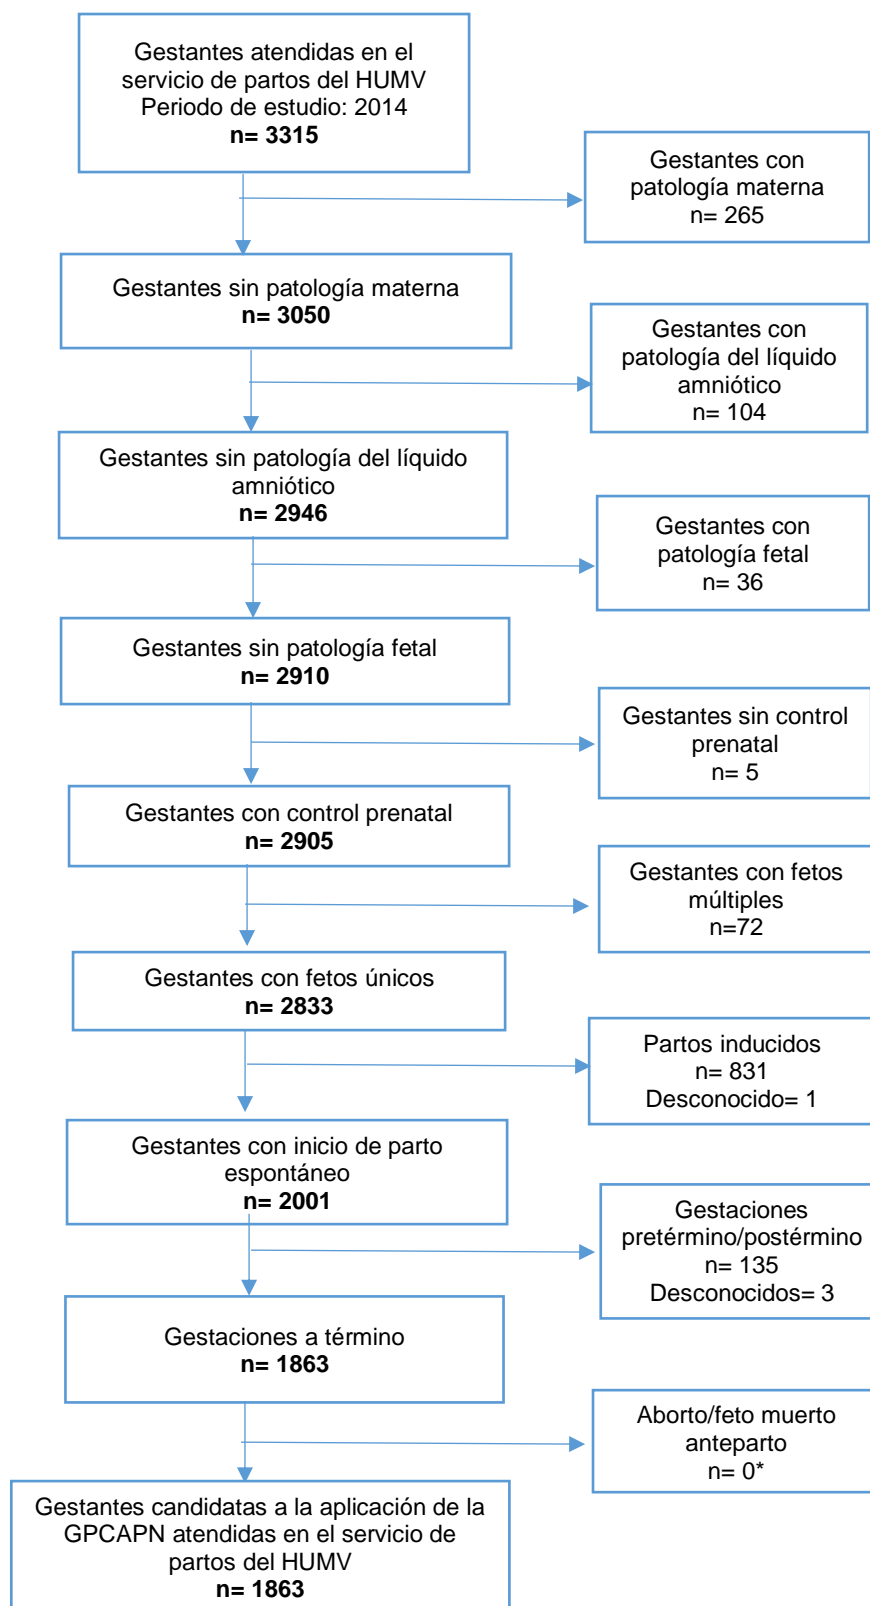 Gestantes atendidas en el
servicio de partos del HUMV
Periodo de estudio: 2014
n= 3315
Gestantes con
patología materna
n= 265
Gestantes sin patología materna
n= 3050
Gestantes con
patología del líquido
amniótico
n= 104
Gestantes sin patología del líquido
amniótico
n= 2946
Gestantes con
patología fetal
n= 36
Gestantes sin patología fetal
n= 2910
Gestantes sin control
prenatal
n= 5
Gestantes con control prenatal
n= 2905
Gestantes con fetos
múltiples
n=72
Gestantes con fetos únicos
n= 2833
Partos inducidos
n= 831
Desconocido= 1
Gestantes con inicio de parto
espontáneo
n= 2001
Gestaciones
pretérmino/postérmino
n= 135
Desconocidos= 3
Gestaciones a término
n= 1863
Aborto/feto muerto
anteparto
n= 0*
Gestantes candidatas a la aplicación de la
GPCAPN atendidas en el servicio de
partos del HUMV
n= 1863